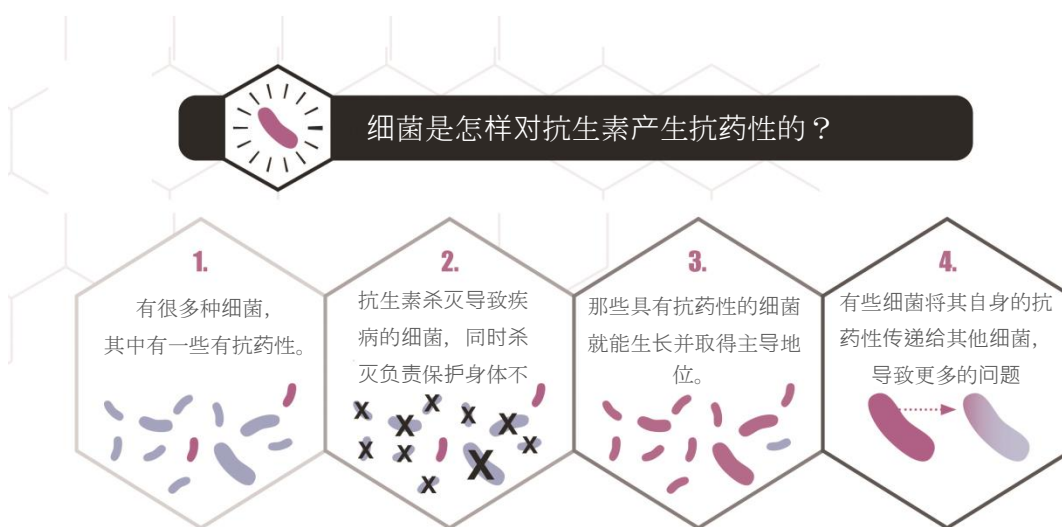 细菌是怎样对抗生素产生抗药性的？
1.
有很多种细菌，
其中有一些有抗药性。
2.
抗生素杀灭导致疾
病的细菌，同时杀
灭负责保护身体不
X X X X X X X X X X
3.
那些具有抗药性的细菌
就能生长并取得主导地
位。
4.
有些细菌将其自身的抗
药性传递给其他细菌，
导致更多的问题